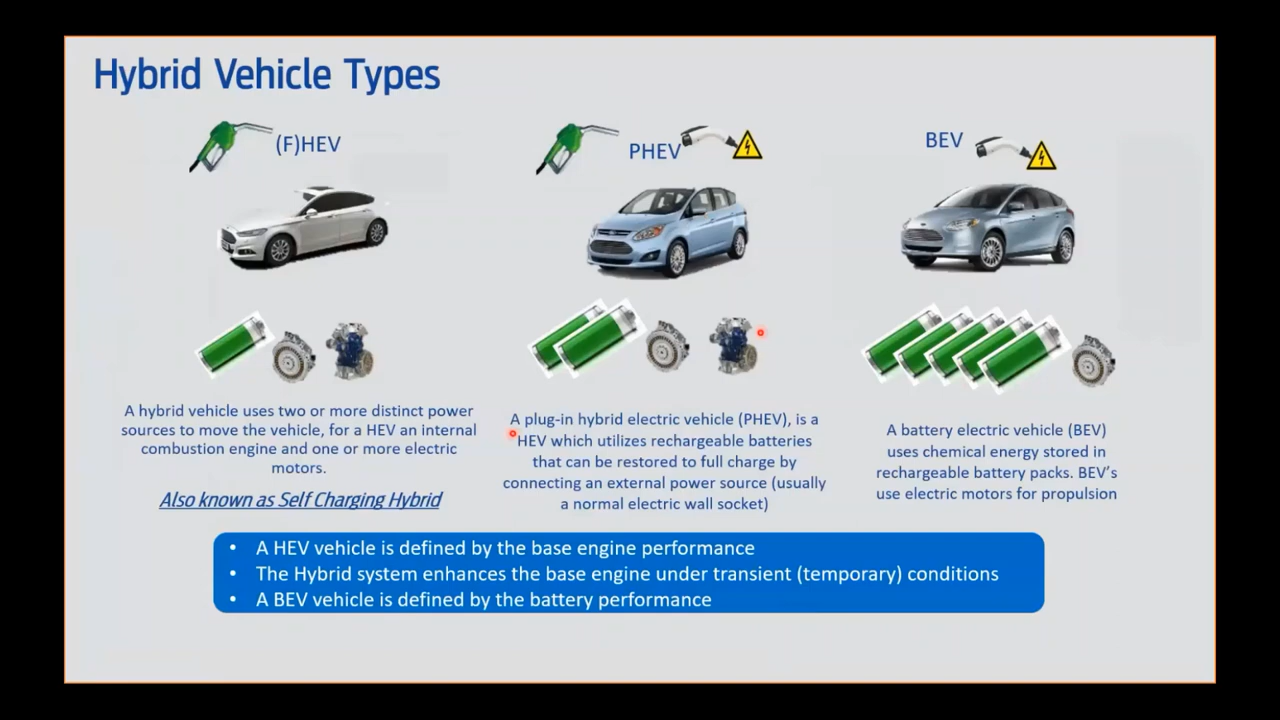 Hybrid Vehicle Types
(F)HEV
PHEV
BEV
A hybrid vehicle uses two or more distinct power
sources to move the vehicle, for a HEV an internal
combustion engine and one or more electric
motors.
Also known as Self Charging Hybrid
A plug-in hybrid electric vehicle (PHEV), is a
HEV which utilizes rechargeable batteries
that can be restored to full charge by
connecting an external power source (usually
a normal electric wall socket)
A battery electric vehicle (BEV)
uses chemical energy stored in
rechargeable battery packs. BEV’s
use electric motors for propulsion
• A HEV vehicle is defined by the base engine performance
• The Hybrid system enhances the base engine under transient (temporary) conditions
• A BEV vehicle is defined by the battery performance